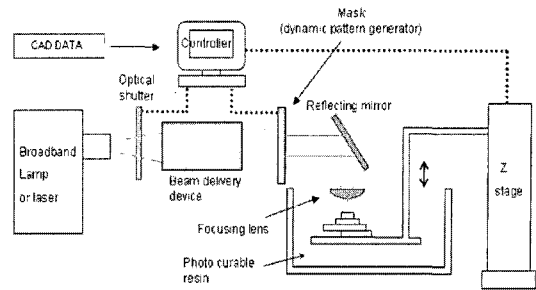 Mask
(dynamic pattern generator)
CAD DATA
Controller
Optical
shutter
Reflecting mirror
Broadband
Lamp
or laser
Beam delivery
device
Z
stage
Focusing lens
Photo curable
resin